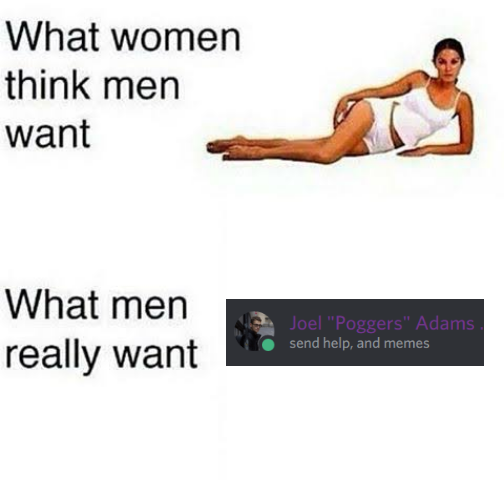 What women
think men
want
What men
really want
Joel "Poggers" Adams .
send help, and memes